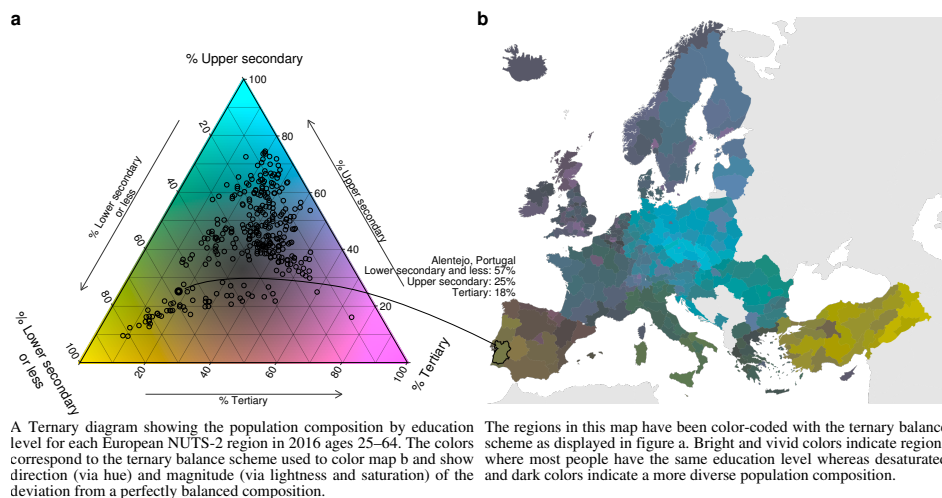 a
b
% Upper secondary
100
20
80
% Lower secondary
or less
% Upper secondary
40
60
60
40
Alentejo, Portugal
Lower secondary and less: 57%
Upper secondary: 25%
Tertiary: 18%
80
20
% Lower secondary
or less
100
% Tertiary
20
40
60
80
100
% Tertiary
A Ternary diagram showing the population composition by education
level for each European NUTS-2 region in 2016 ages 25–64. The colors
correspond to the ternary balance scheme used to color map b and show
direction (via hue) and magnitude (via lightness and saturation) of the
deviation from a perfectly balanced composition.
The regions in this map have been color-coded with the ternary balance
scheme as displayed in figure a. Bright and vivid colors indicate region
where most people have the same education level whereas desaturated
and dark colors indicate a more diverse population composition.